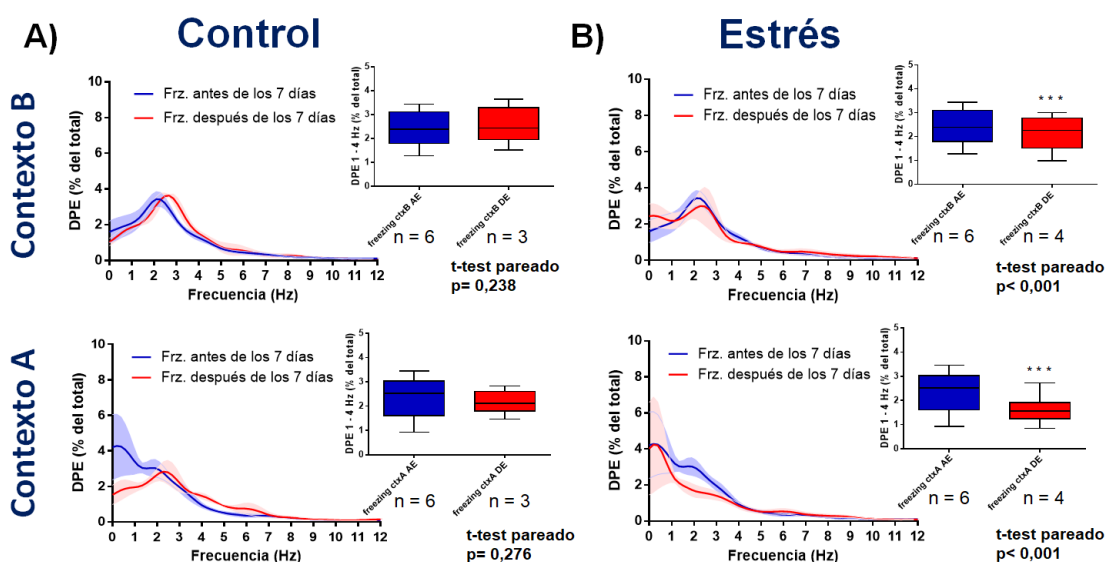 A)
Control
B)
Estrés
Contexto B
DPE (% del total)
10
8
6
4
2
0
Frz. antes de los 7 días
Frz. después de los 7 días
0 1 2 3 4 5 6 7 8 9 10 11 12
Frecuencia (Hz)
DPE 1 - 4 Hz (% del total)
5
4
3
2
1
0
freezing ctxB AE
freezing ctxB DE
n = 6
n = 3
t-test pareado
p= 0,238
DPE (% del total)
10
8
6
4
2
0
Frz. antes de los 7 días
Frz. después de los 7 días
0 1 2 3 4 5 6 7 8 9 10 11 12
Frecuencia (Hz)
DPE 1 - 4 Hz (% del total)
5
4
3
2
1
0
* * *
freezing ctxB AE
freezing ctxB DE
n = 6
n = 4
t-test pareado
p< 0,001
Contexto A
DPE (% del total)
10
8
6
4
2
0
Frz. antes de los 7 días
Frz. después de los 7 días
0 1 2 3 4 5 6 7 8 9 10 11 12
Frecuencia (Hz)
DPE 1 - 4 Hz (% del total)
5
4
3
2
1
0
freezing ctxA AE
freezing ctxA DE
n = 6
n = 3
t-test pareado
p= 0,276
DPE (% del total)
10
8
6
4
2
0
Frz. antes de los 7 días
Frz. después de los 7 días
0 1 2 3 4 5 6 7 8 9 10 11 12
Frecuencia (Hz)
DPE 1 - 4 Hz (% del total)
5
4
3
2
1
0
* * *
freezing ctxA AE
freezing ctxA DE
n = 6
n = 4
t-test pareado
p< 0,001